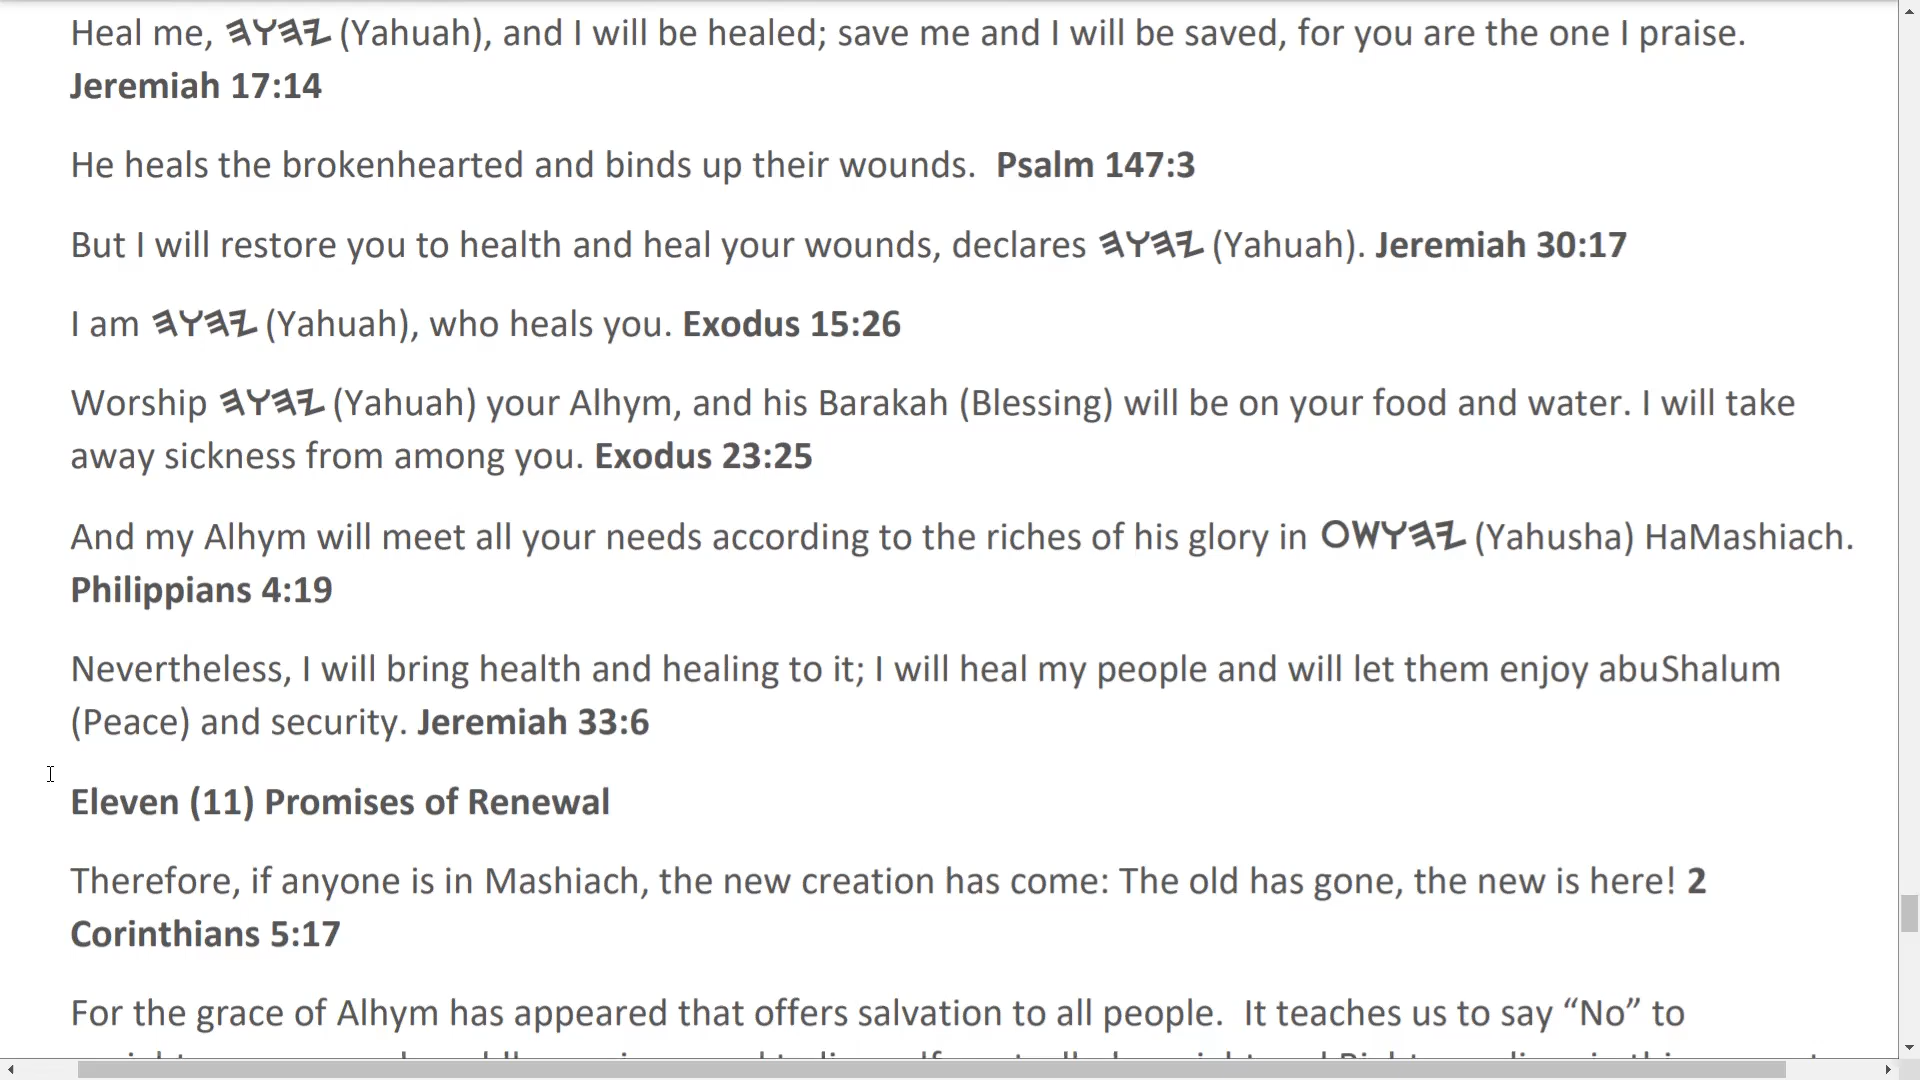 Heal me, 𐤄𐤅𐤄𐤉 (Yahuah), and I will be healed; save me and I will be saved, for you are the one I praise.
Jeremiah 17:14
He heals the brokenhearted and binds up their wounds.  Psalm 147:3
But I will restore you to health and heal your wounds, declares 𐤄𐤅𐤄𐤉 (Yahuah). Jeremiah 30:17
I am 𐤄𐤅𐤄𐤉 (Yahuah), who heals you. Exodus 15:26
Worship 𐤄𐤅𐤄𐤉 (Yahuah) your Alhym, and his Barakah (Blessing) will be on your food and water. I will take
away sickness from among you. Exodus 23:25
And my Alhym will meet all your needs according to the riches of his glory in 𐤏𐤔𐤅𐤄𐤉 (Yahusha) HaMashiach.
Philippians 4:19
Nevertheless, I will bring health and healing to it; I will heal my people and will let them enjoy abuShalum
(Peace) and security. Jeremiah 33:6
Eleven (11) Promises of Renewal
Therefore, if anyone is in Mashiach, the new creation has come: The old has gone, the new is here! 2
Corinthians 5:17
For the grace of Alhym has appeared that offers salvation to all people.  It teaches us to say “No” to